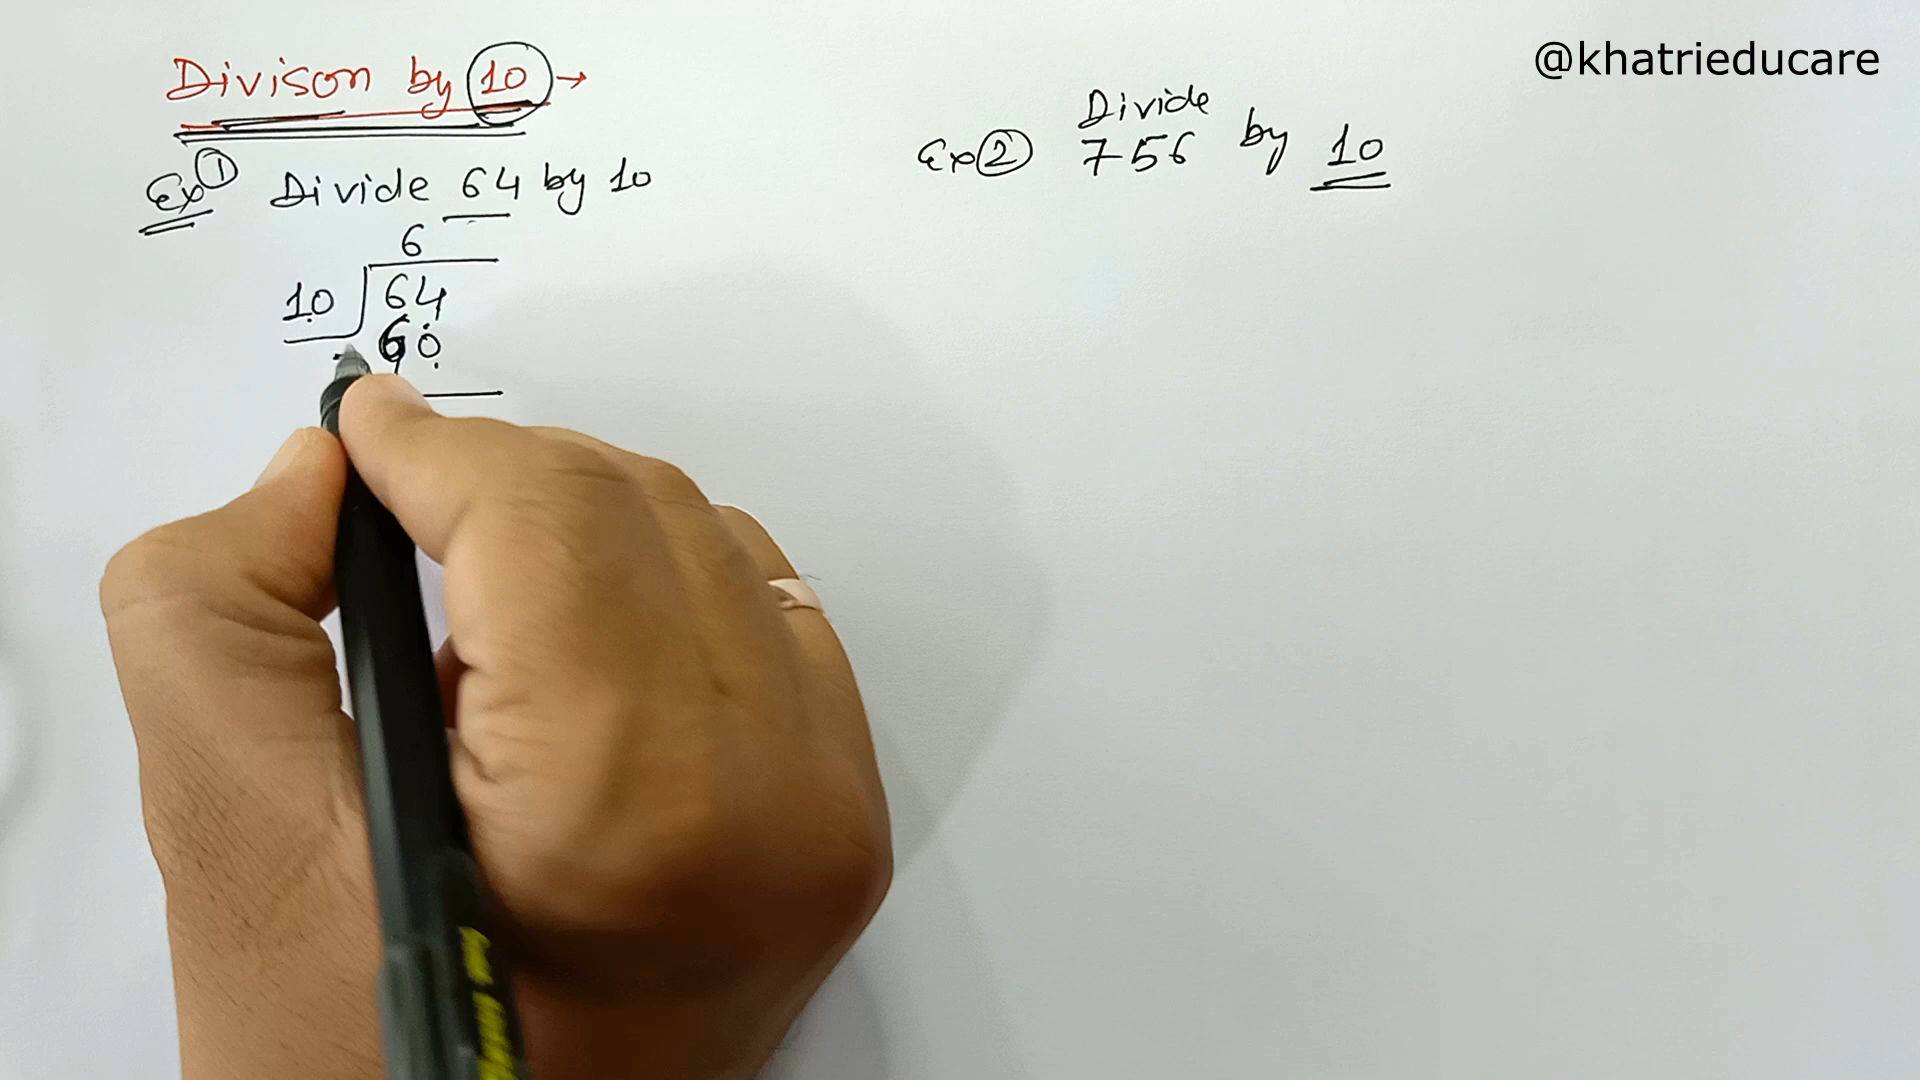 @khatrieducare
Divison by 10 →
Ex 1 Divide 64 by 10
6
10 64
- 60
Divide
Ex 2 756 by 10